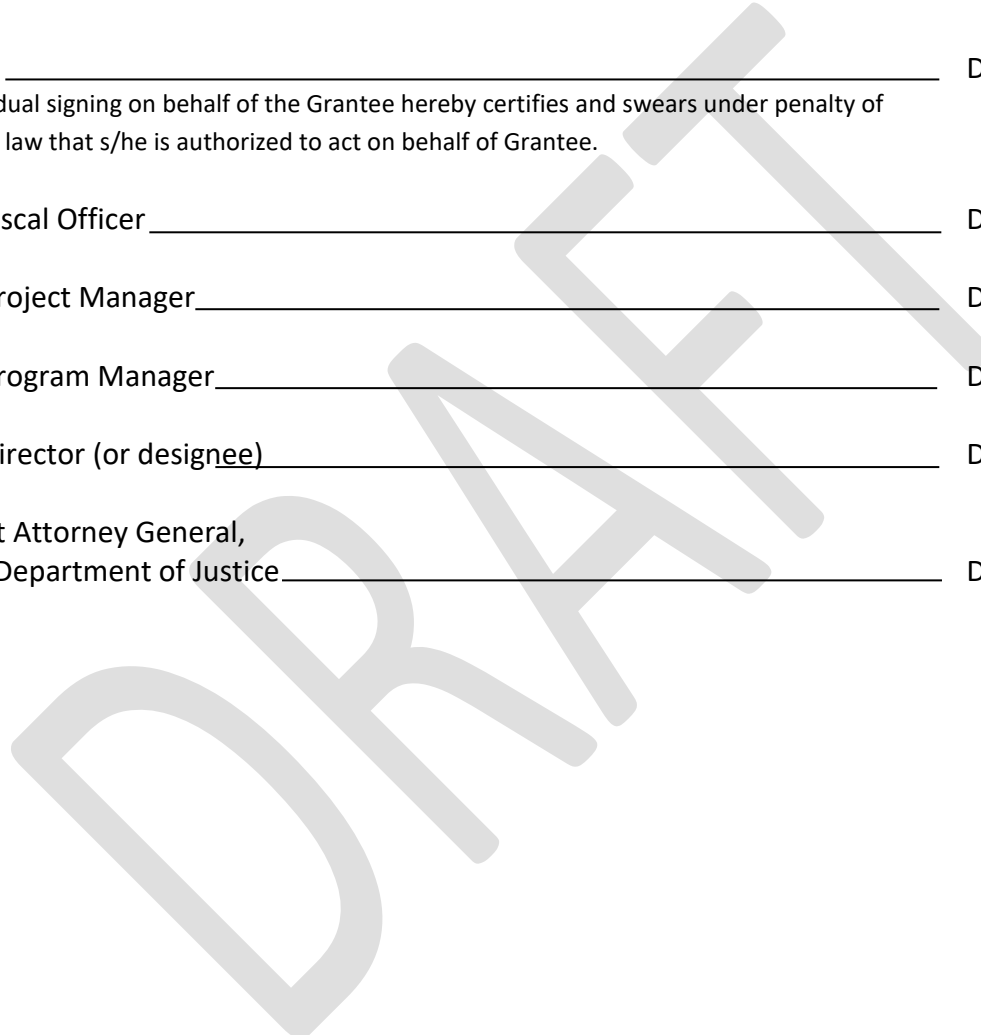 D
dual signing on behalf of the Grantee hereby certifies and swears under penalty of
law that s/he is authorized to act on behalf of Grantee.
iscal Officer D
roject Manager D
rogram Manager D
irector (or designee) D
t Attorney General,
Department of Justice D
DRAFT